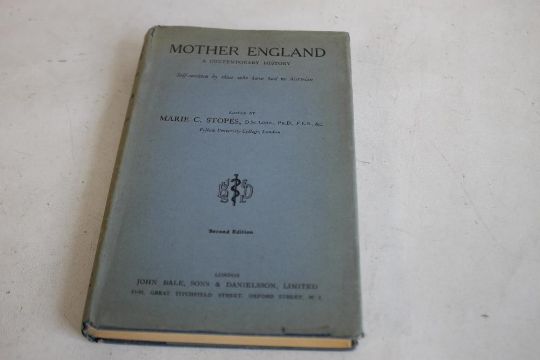 MOTHER ENGLAND
A CONTEMPORARY HISTORY
Self-written by those who have had no historian
EDITED BY
MARIE C. STOPES, D.Sc. Lond., Ph.D., F.L.S., &c.
Fellow University College, London
Second Edition
LONDON
JOHN BALE, SONS & DANIELSSON, LIMITED
GREAT TITCHFIELD STREET, OXFORD STREET, W. 1